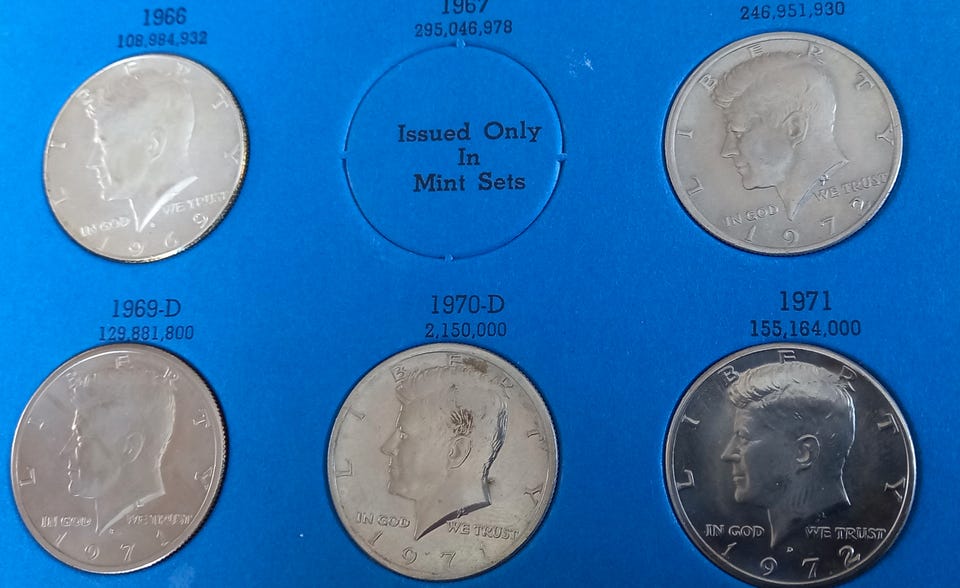 1966
108,984,932
1967
295,046,978
246,951,930
LIBERTY
IN GOD WE TRUST
1969
Issued Only
In
Mint Sets
LIBERTY
IN GOD WE TRUST
1972
1969-D
129,881,800
1970-D
2,150,000
1971
155,164,000
LIBERTY
IN GOD WE TRUST
1971
LIBERTY
IN GOD WE TRUST
1971
LIBERTY
IN GOD WE TRUST
1972